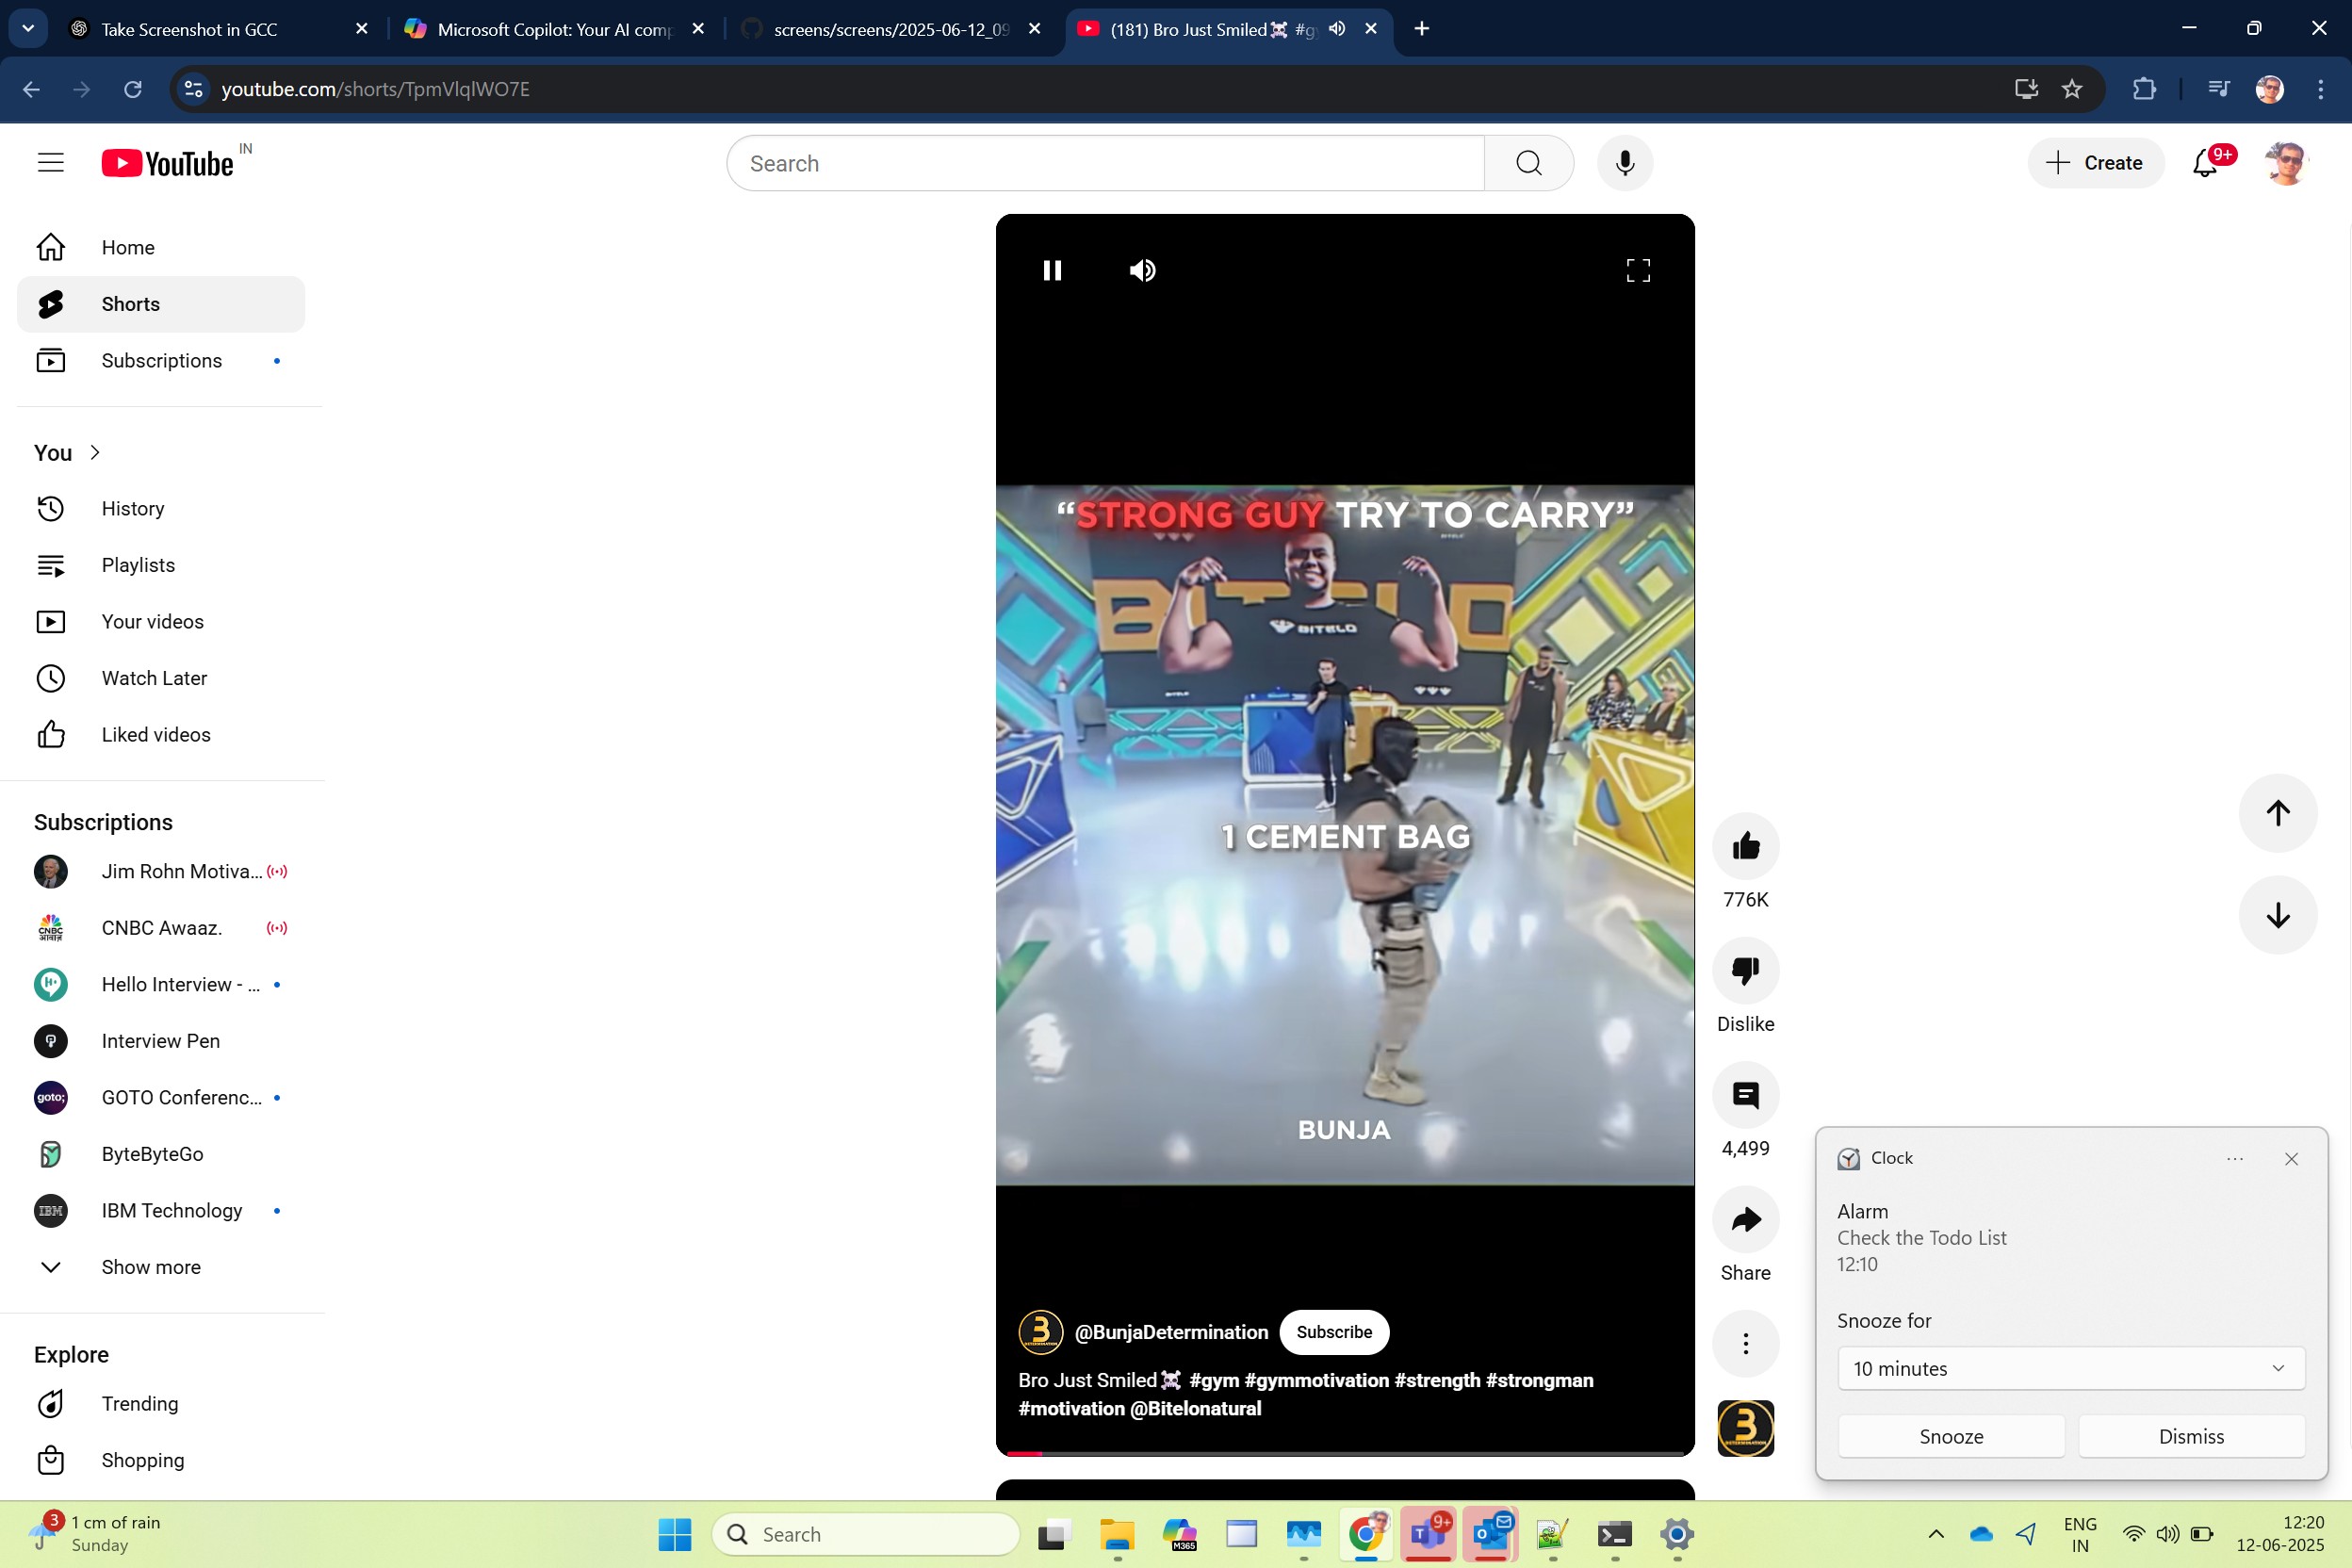 Take Screenshot in GCC
Microsoft Copilot: Your AI comp
screens/screens/2025-06-12_09
(181) Bro Just Smiled☠️ #g
youtube.com/shorts/TpmVlqlWO7E
YouTube IN
Search
Create
9+
Home
Shorts
Subscriptions
You
History
Playlists
Your videos
Watch Later
Liked videos
Subscriptions
Jim Rohn Motiva...
CNBC Awaaz.
Hello Interview - ...
Interview Pen
GOTO Conferenc...
ByteByteGo
IBM Technology
Show more
Explore
Trending
Shopping
“STRONG GUY TRY TO CARRY”
BITELO
1 CEMENT BAG
BUNJA
@BunjaDetermination
Subscribe
Bro Just Smiled☠️ #gym #gymmotivation #strength #strongman
#motivation @Bitelonatural
776K
Dislike
4,499
Share
Clock
Alarm
Check the Todo List
12:10
Snooze for
10 minutes
Snooze
Dismiss
3
1 cm of rain
Sunday
Search
M365
9+
ENG
IN
12:20
12-06-2025